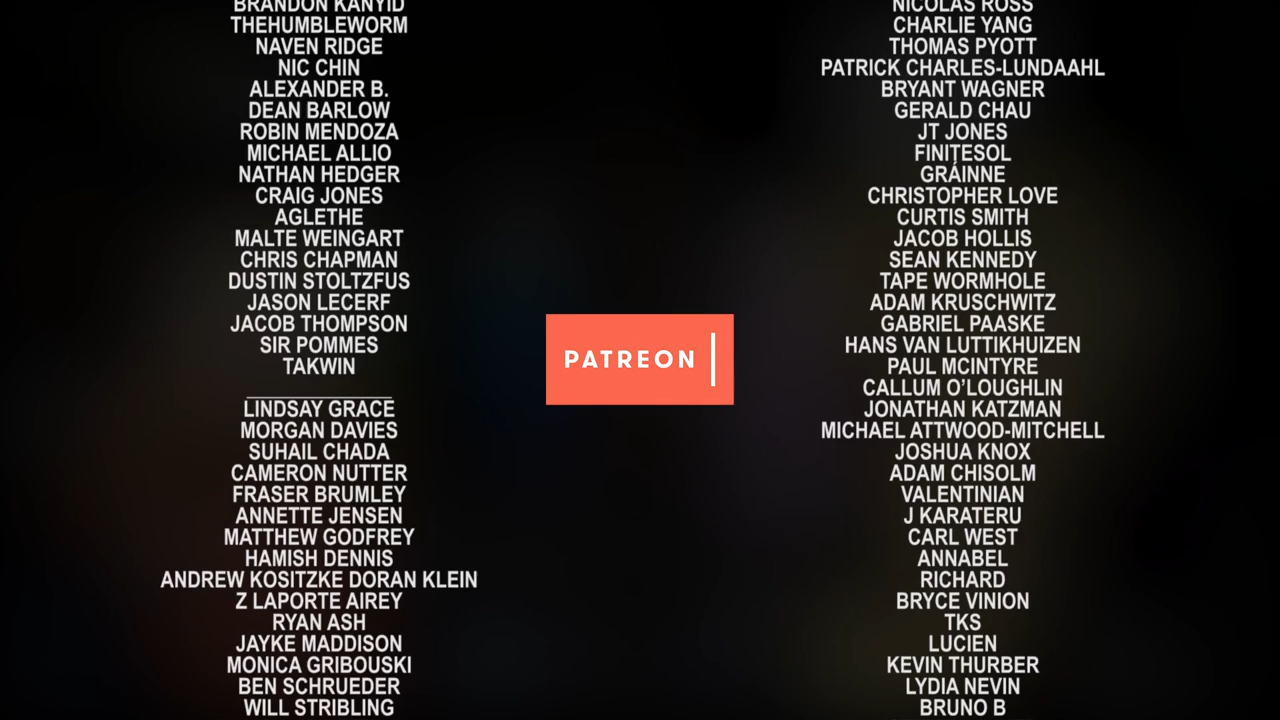 BRANDON KANYID
THEHUMBLEWORM
NAVEN RIDGE
NIC CHIN
ALEXANDER B.
DEAN BARLOW
ROBIN MENDOZA
MICHAEL ALLIO
NATHAN HEDGER
CRAIG JONES
AGLETHE
MALTE WEINGART
CHRIS CHAPMAN
DUSTIN STOLTZFUS
JASON LECERF
JACOB THOMPSON
SIR POMMES
TAKWIN
_____________
LINDSAY GRACE
MORGAN DAVIES
SUHAIL CHADA
CAMERON NUTTER
FRASER BRUMLEY
ANNETTE JENSEN
MATTHEW GODFREY
HAMISH DENNIS
ANDREW KOSITZKE DORAN KLEIN
Z LAPORTE AIREY
RYAN ASH
JAYKE MADDISON
MONICA GRIBOUSKI
BEN SCHRUEDER
WILL STRIBLING
PATREON
NICOLAS ROSS
CHARLIE YANG
THOMAS PYOTT
PATRICK CHARLES-LUNDAAHL
BRYANT WAGNER
GERALD CHAU
JT JONES
FINITESOL
GRÁINNE
CHRISTOPHER LOVE
CURTIS SMITH
JACOB HOLLIS
SEAN KENNEDY
TAPE WORMHOLE
ADAM KRUSCHWITZ
GABRIEL PAASKE
HANS VAN LUTTIKHUIZEN
PAUL MCINTYRE
CALLUM O’LOUGHLIN
JONATHAN KATZMAN
MICHAEL ATTWOOD-MITCHELL
JOSHUA KNOX
ADAM CHISOLM
VALENTINIAN
J KARATERU
CARL WEST
ANNABEL
RICHARD
BRYCE VINION
TKS
LUCIEN
KEVIN THURBER
LYDIA NEVIN
BRUNO B